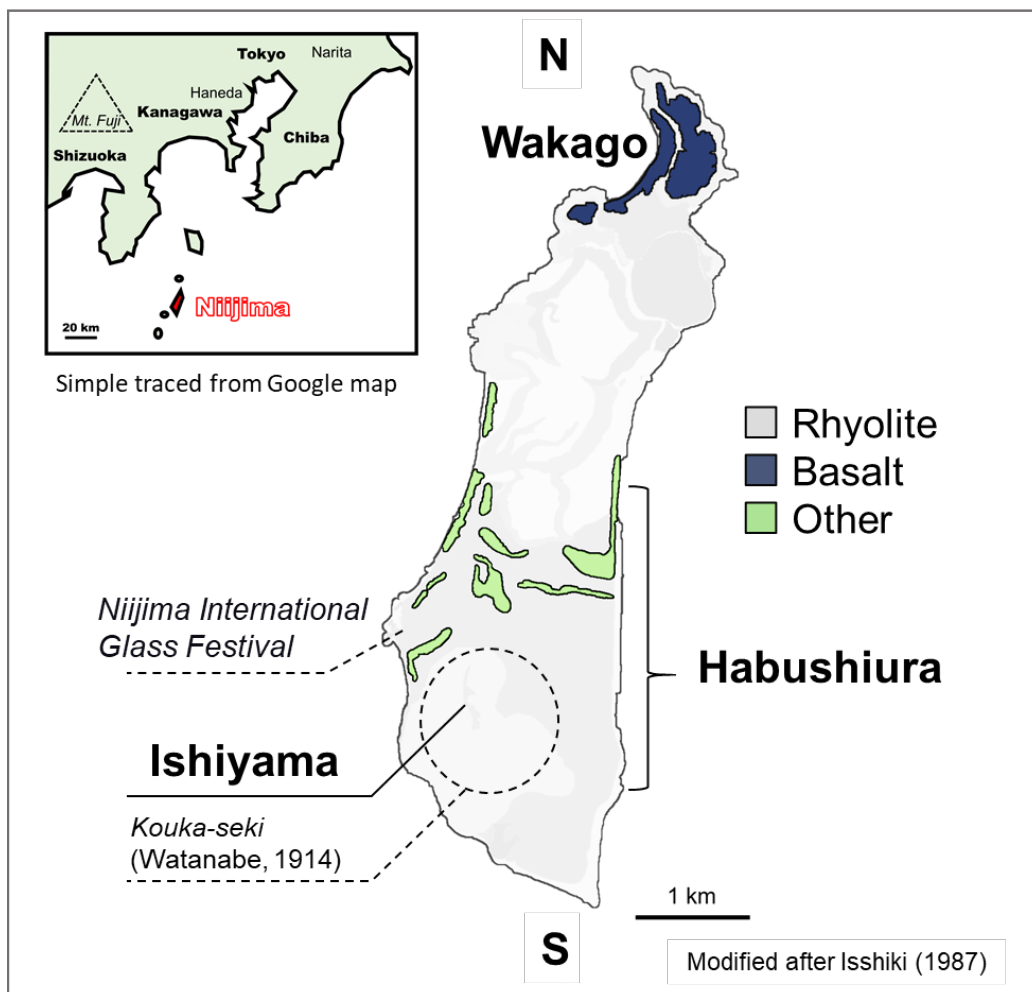 Tokyo
Narita
Haneda
Kanagawa
Mt. Fuji
Chiba
Shizuoka
Niijima
20 km
Simple traced from Google map
N
Wakago
Rhyolite
Basalt
Other
Niijima International
Glass Festival
Habushiura
Ishiyama
Kouka-seki
(Watanabe, 1914)
1 km
S
Modified after Isshiki (1987)